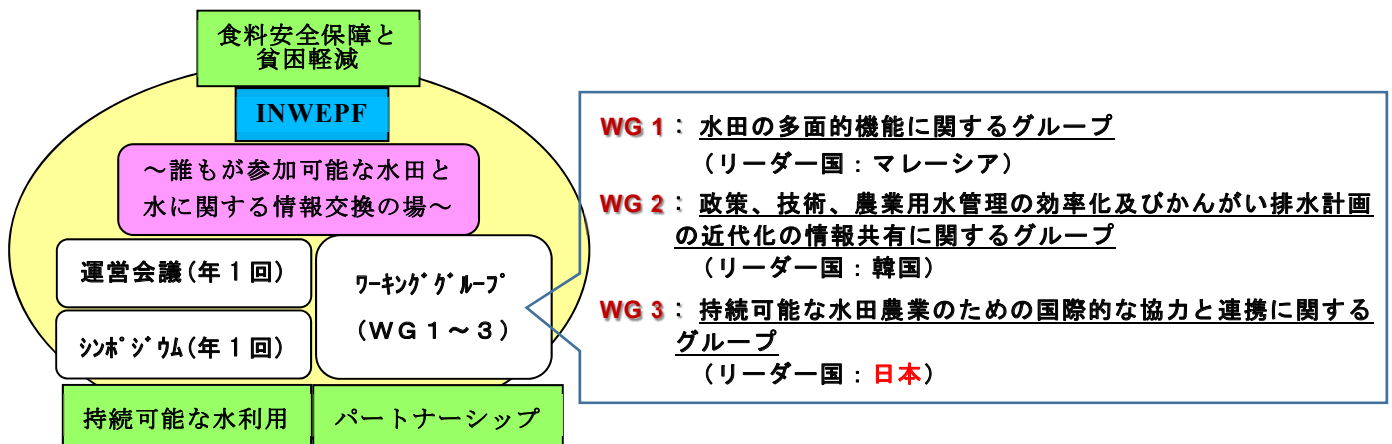 食料安全保障と
貧困軽減
INWEPF
～誰もが参加可能な水田と
水に関する情報交換の場～
運営会議(年１回)
ｼﾝﾎﾟｼﾞｳﾑ(年１回)
ﾜｰｷﾝｸﾞｸﾞﾙｰﾌﾟ
(ＷＧ１～３)
持続可能な水利用
パートナーシップ
WG 1： 水田の多面的機能に関するグループ
（リーダー国：マレーシア）
WG 2： 政策、技術、農業用水管理の効率化及びかんがい排水計画
の近代化の情報共有に関するグループ
（リーダー国：韓国）
WG 3： 持続可能な水田農業のための国際的な協力と連携に関する
グループ
（リーダー国：日本）